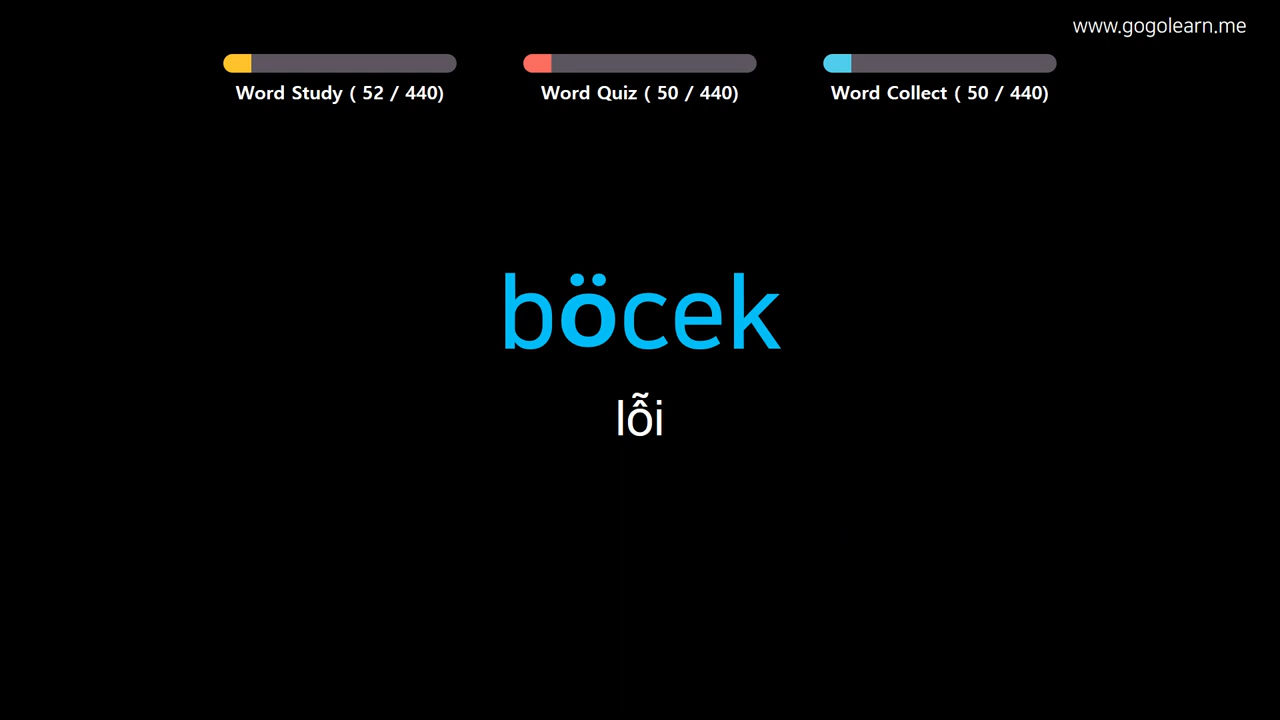 www.gogolearn.me
Word Study ( 52 / 440)
Word Quiz ( 50 / 440)
Word Collect ( 50 / 440)
böcek
lỗi